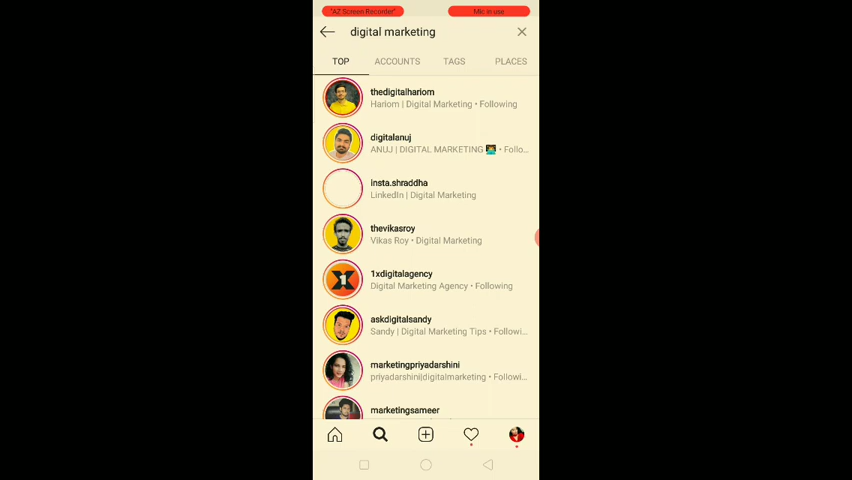 "AZ Screen Recorder"
Mic in use
digital marketing
TOP ACCOUNTS TAGS PLACES
thedigitalhariom
Hariom | Digital Marketing • Following
digitalanuj
ANUJ | DIGITAL MARKETING 👨‍💻 • Follo...
insta.shraddha
LinkedIn | Digital Marketing
thevikasroy
Vikas Roy • Digital Marketing
1xdigitalagency
X1
Digital Marketing Agency • Following
askdigitalsandy
Sandy | Digital Marketing Tips • Followi...
marketingpriyadarshini
priyadarshini|digitalmarketing • Followi...
marketingsameer